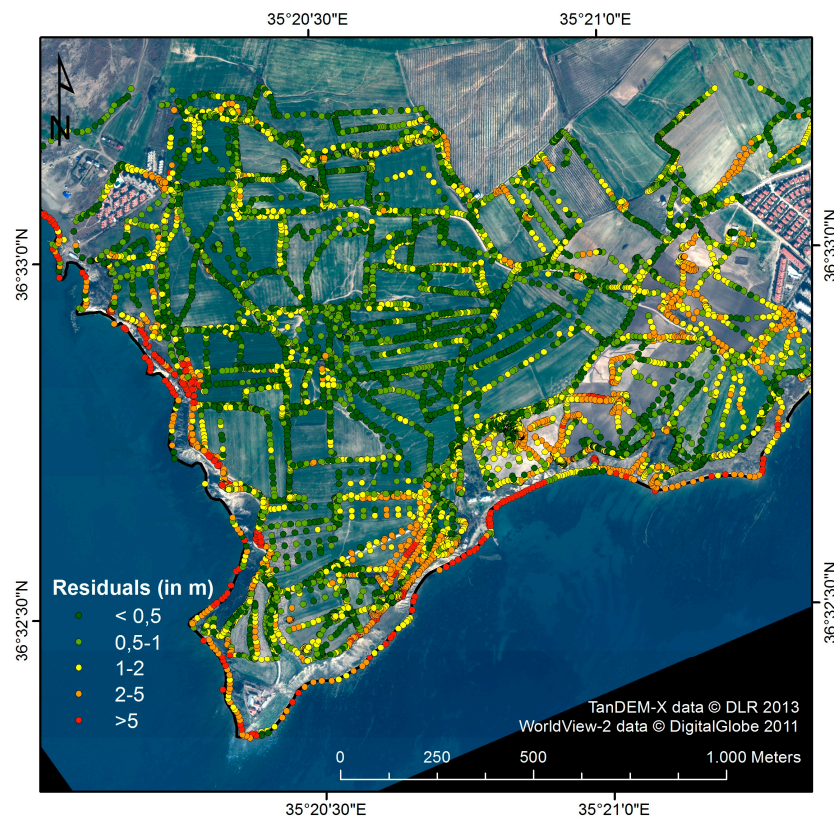 35°20'30"E
35°21'0"E
N
36°33'0"N
36°33'0"N
Residuals (in m)
< 0,5
0,5-1
1-2
2-5
>5
36°32'30"N
36°32'30"N
TanDEM-X data © DLR 2013
WorldView-2 data © DigitalGlobe 2011
0 250 500 1.000 Meters
35°20'30"E
35°21'0"E